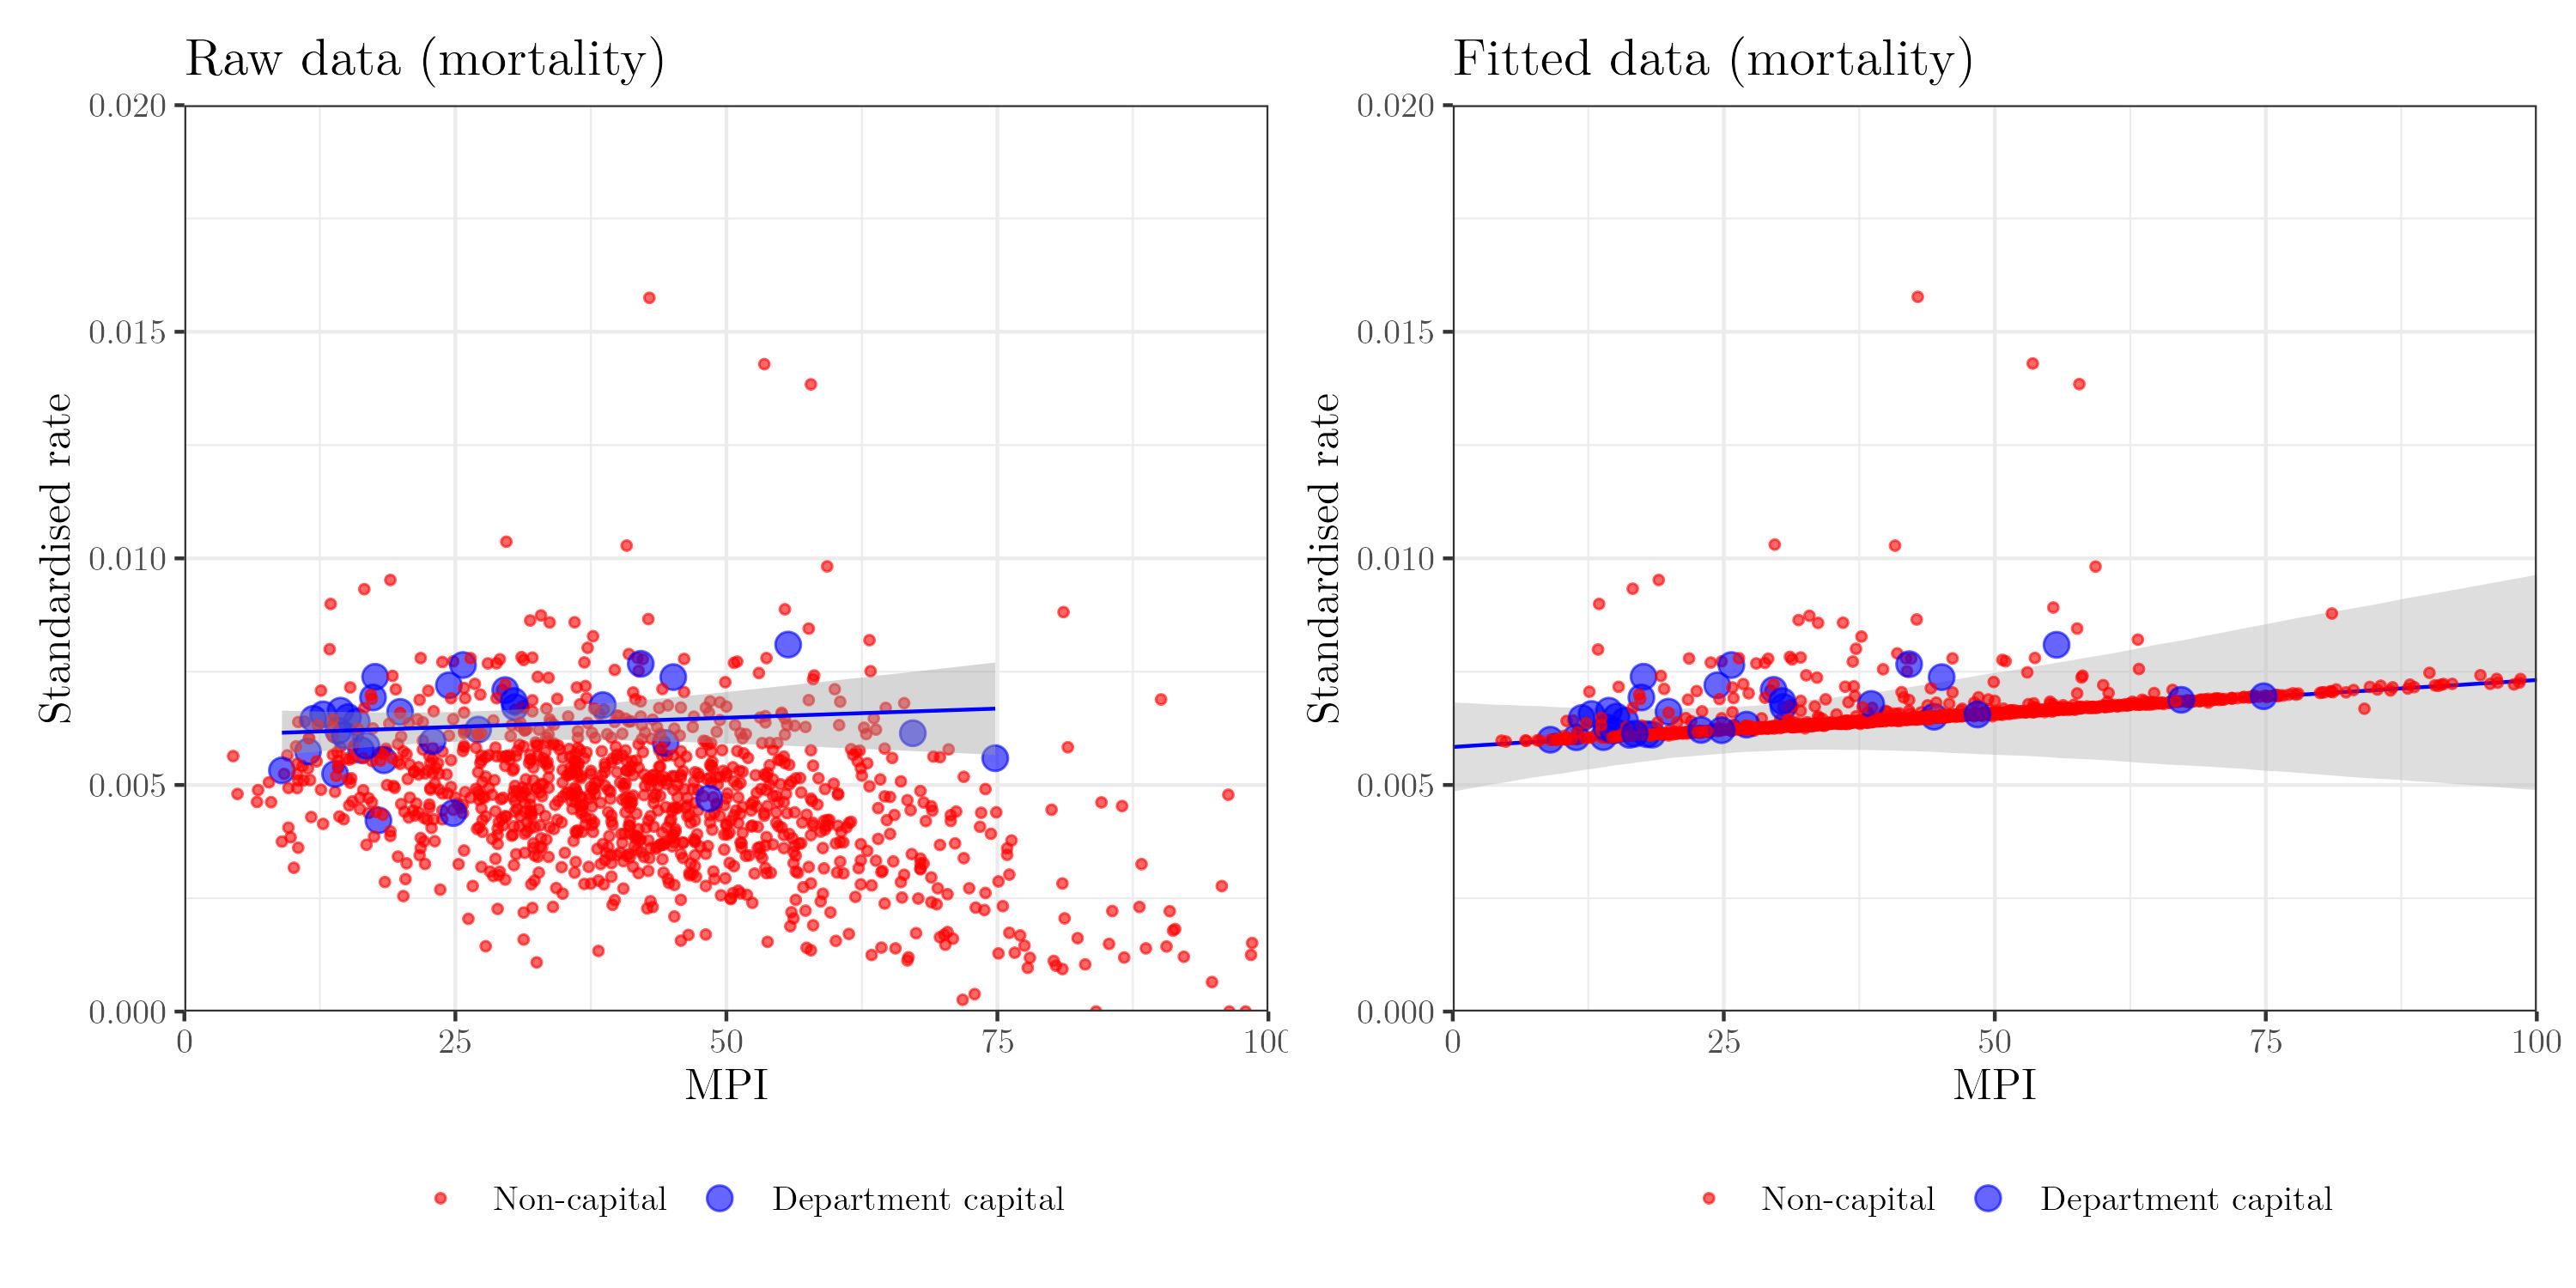 Raw data (mortality)
0.020
0.015
0.010
0.005
0.000
Standardised rate
0 25 50 75 100
MPI
Non-capital Department capital
Fitted data (mortality)
0.020
0.015
0.010
0.005
0.000
Standardised rate
0 25 50 75 100
MPI
Non-capital Department capital